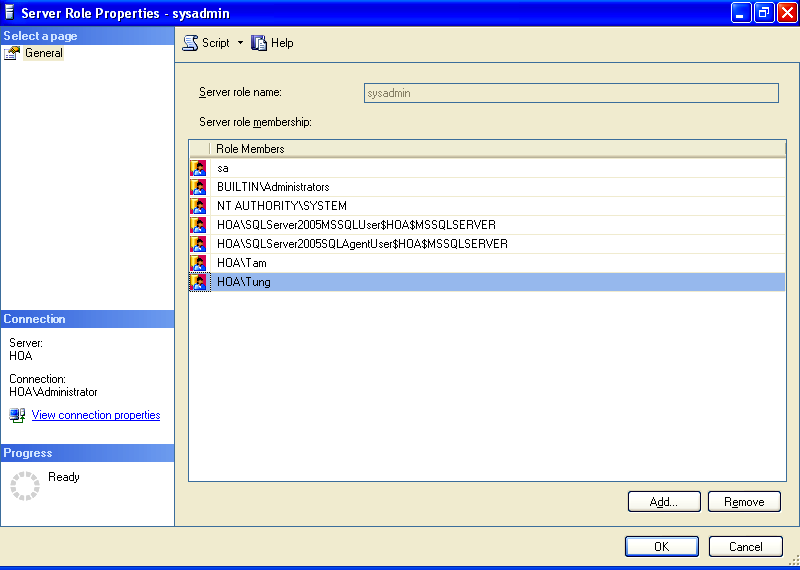 Server Role Properties - sysadmin
Select a page
General
Script
Help
Server role name:
sysadmin
Server role membership:
Role Members
sa
BUILTIN\Administrators
NT AUTHORITY\SYSTEM
HOA\SQLServer2005MSSQLUser$HOA$MSSQLSERVER
HOA\SQLServer2005SQLAgentUser$HOA$MSSQLSERVER
HOA\Tam
HOA\Tung
Connection
Server:
HOA
Connection:
HOA\Administrator
View connection properties
Progress
Ready
Add...
Remove
OK
Cancel